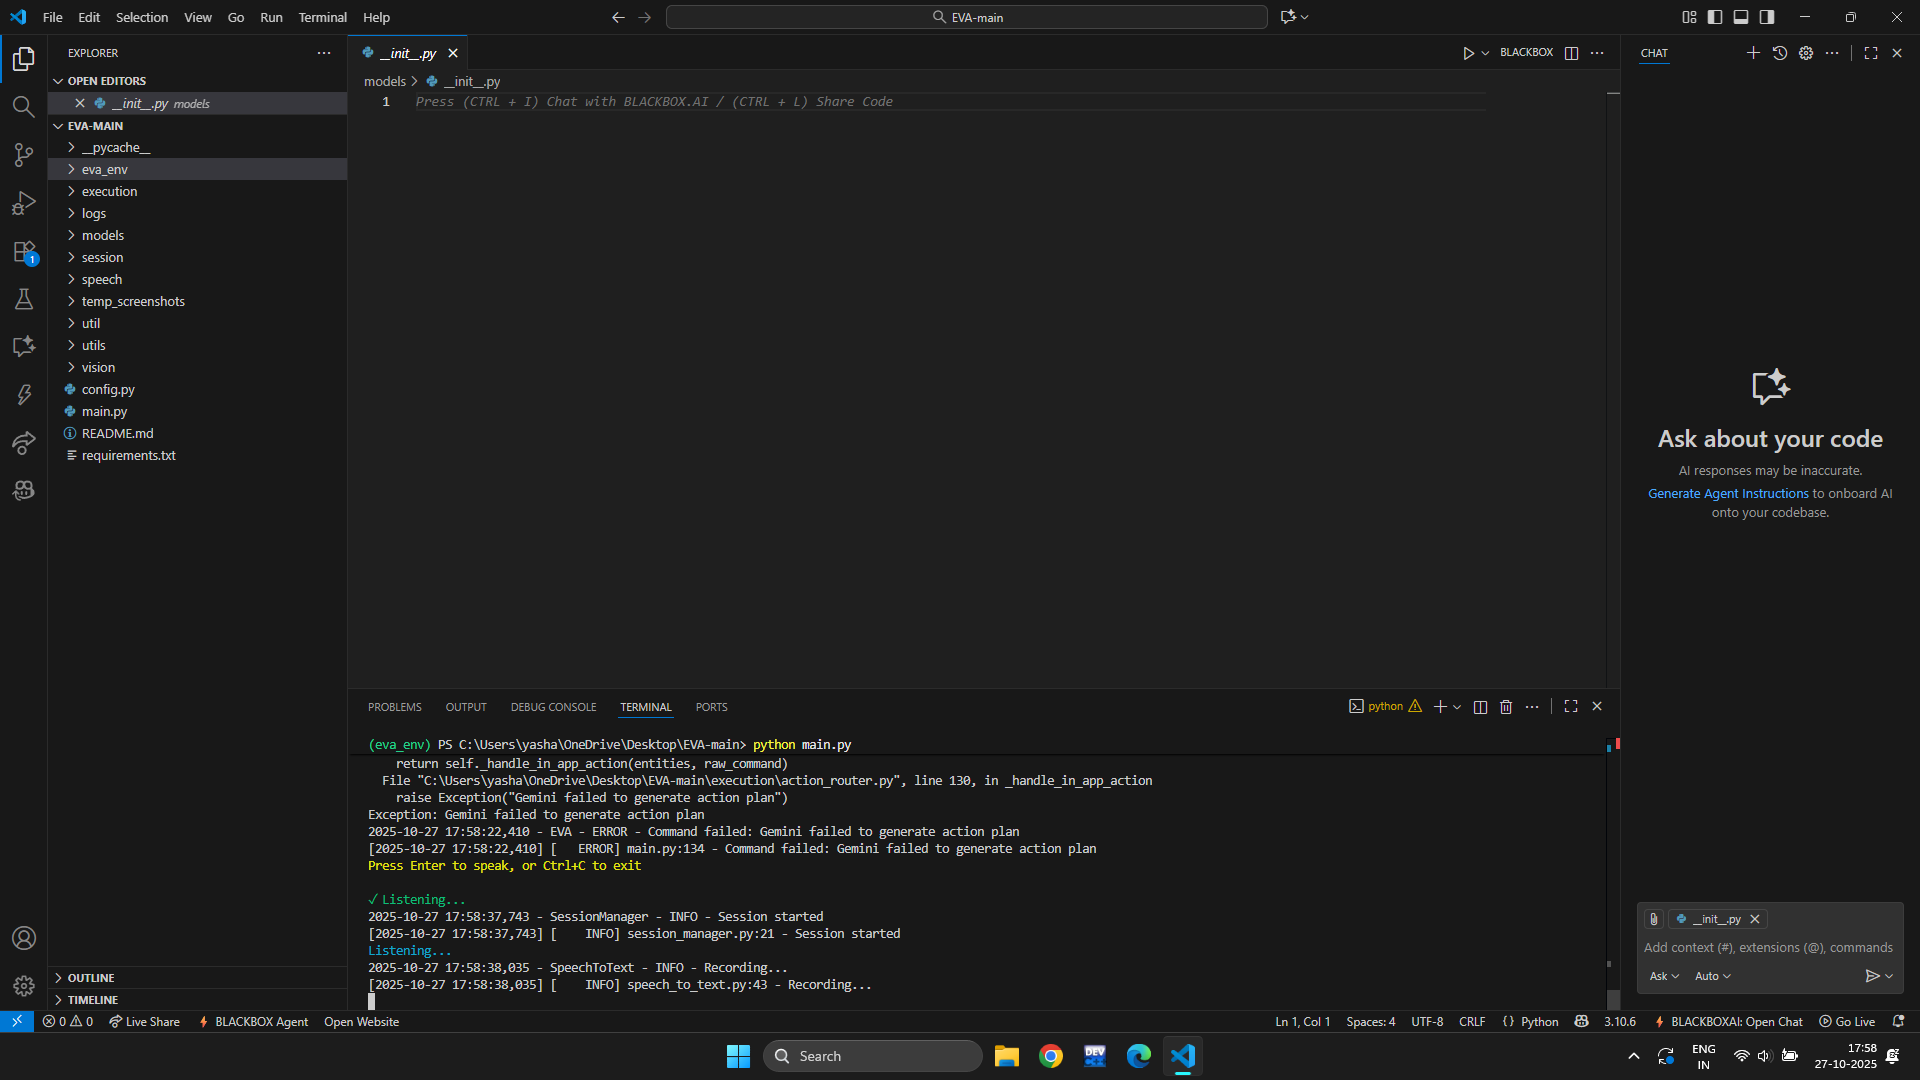 File Edit Selection View Go Run Terminal Help
EVA-main
EXPLORER
OPEN EDITORS
__init__.py models
EVA-MAIN
__pycache__
eva_env
execution
logs
models
session
speech
temp_screenshots
util
utils
vision
config.py
main.py
README.md
requirements.txt
OUTLINE
TIMELINE
1
__init__.py
BLACKBOX
models > __init__.py
1 Press (CTRL + I) Chat with BLACKBOX.AI / (CTRL + L) Share Code
PROBLEMS OUTPUT DEBUG CONSOLE TERMINAL PORTS
python
(eva_env) PS C:\Users\yasha\OneDrive\Desktop\EVA-main> python main.py
return self._handle_in_app_action(entities, raw_command)
File "C:\Users\yasha\OneDrive\Desktop\EVA-main\execution\action_router.py", line 130, in _handle_in_app_action
raise Exception("Gemini failed to generate action plan")
Exception: Gemini failed to generate action plan
2025-10-27 17:58:22,410 - EVA - ERROR - Command failed: Gemini failed to generate action plan
[2025-10-27 17:58:22,410] [   ERROR] main.py:134 - Command failed: Gemini failed to generate action plan
Press Enter to speak, or Ctrl+C to exit
✓ Listening...
2025-10-27 17:58:37,743 - SessionManager - INFO - Session started
[2025-10-27 17:58:37,743] [    INFO] session_manager.py:21 - Session started
Listening...
2025-10-27 17:58:38,035 - SpeechToText - INFO - Recording...
[2025-10-27 17:58:38,035] [    INFO] speech_to_text.py:43 - Recording...
CHAT
Ask about your code
AI responses may be inaccurate.
Generate Agent Instructions to onboard AI
onto your codebase.
__init__.py
Add context (#), extensions (@), commands
Ask Auto
0 0 Live Share BLACKBOX Agent Open Website
Ln 1, Col 1 Spaces: 4 UTF-8 CRLF {} Python 3.10.6 BLACKBOXAI: Open Chat Go Live
Search
DEV
ENG
IN
17:58
27-10-2025